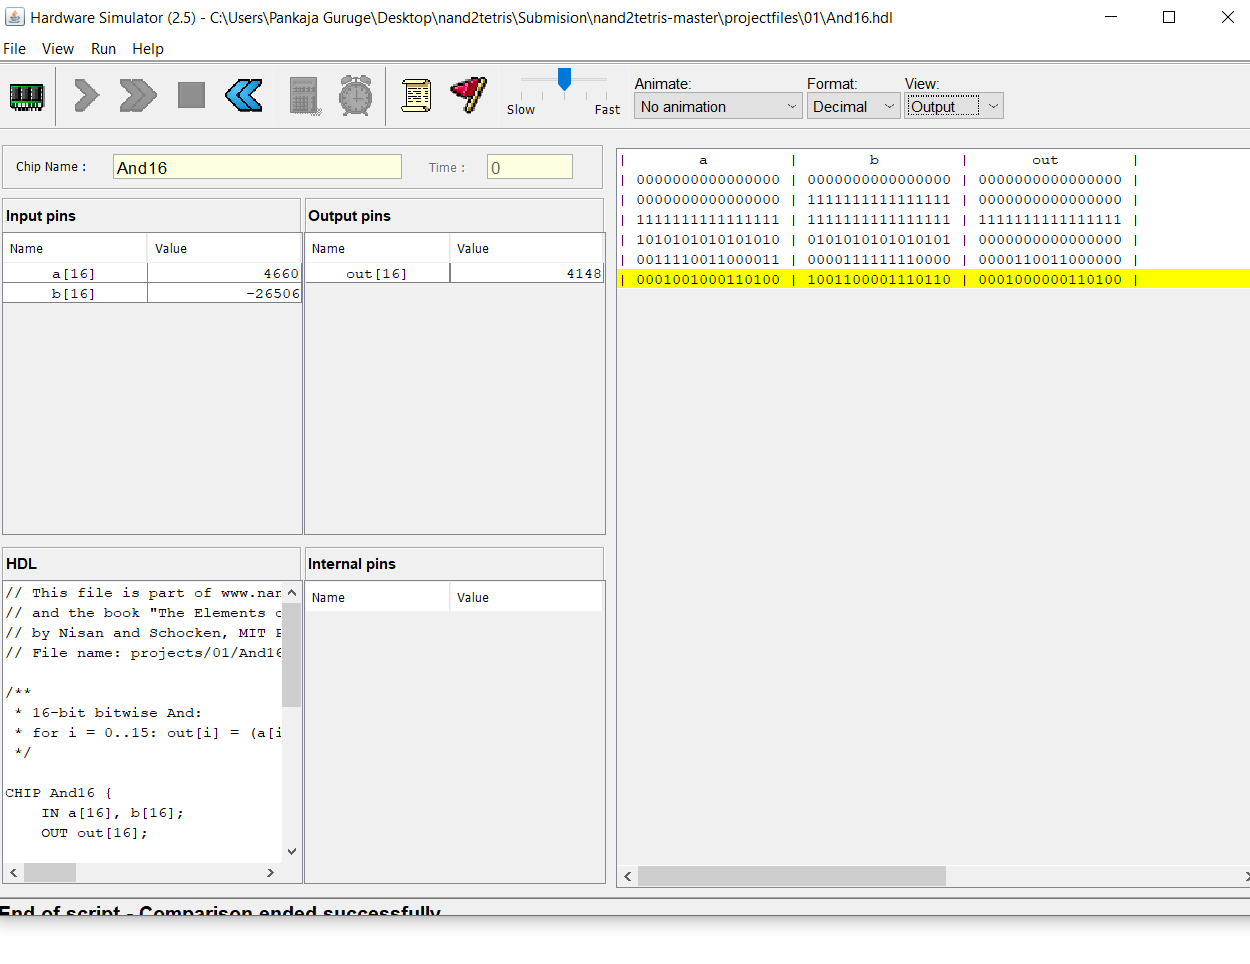 Hardware Simulator (2.5) - C:\Users\Pankaja Guruge\Desktop\nand2tetris\Submision\nand2tetris-master\projectfiles\01\And16.hdl
File View Run Help
Slow Fast
Animate: Format: View:
No animation Decimal Output
Chip Name : And16 Time : 0
Input pins
Name Value
a[16] 4660
b[16] -26506
Output pins
Name Value
out[16] 4148
HDL
// This file is part of www.nan
// and the book "The Elements o
// by Nisan and Schocken, MIT P
// File name: projects/01/And16
/**
* 16-bit bitwise And:
* for i = 0..15: out[i] = (a[i
*/
CHIP And16 {
IN a[16], b[16];
OUT out[16];
Internal pins
Name Value
| a | b | out |
| 0000000000000000 | 0000000000000000 | 0000000000000000 |
| 0000000000000000 | 1111111111111111 | 0000000000000000 |
| 1111111111111111 | 1111111111111111 | 1111111111111111 |
| 1010101010101010 | 0101010101010101 | 0000000000000000 |
| 0011110011000011 | 0000111111110000 | 0000110011000000 |
| 0001001000110100 | 1001100001110110 | 0001000000110100 |
End of script - Comparison ended successfully